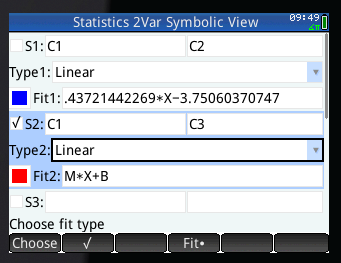 Statistics 2Var Symbolic View 09:49
S1: C1 C2
Type1: Linear
Fit1: .43721442269*X−3.75060370747
√ S2: C1 C3
Type2: Linear
Fit2: M*X+B
S3:
Choose fit type
Choose √ Fit•